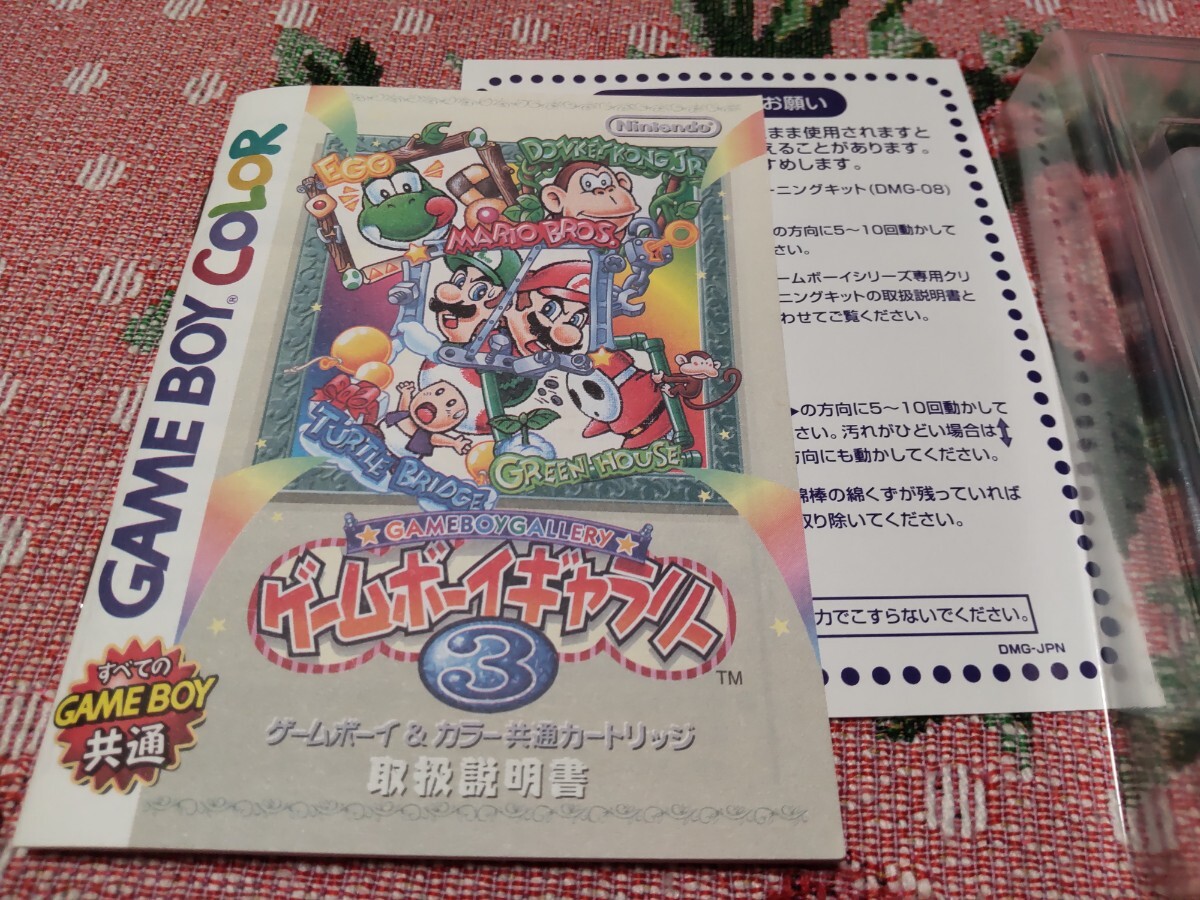 GAME BOY® COLOR
Nintendo
EGG
DONKEY KONG JR
MARIO BROS.
TURTLE BRIDGE
GREEN HOUSE
GAMEBOYGALLERY
ゲームボーイギャラリー
3
TM
すべての
GAME BOY
共通
ゲームボーイ & カラー 共通カートリッジ
取扱説明書
お願い
まま使用されますと
えることがあります。
すめします。
ーニングキット(DMG-08)
の方向に5〜10回動かして
さい。
ームボーイシリーズ専用クリ
ニングキットの取扱説明書と
わせてご覧ください。
の方向に5〜10回動かして
さい。汚れがひどい場合は↕
方向にも動かしてください。
綿棒の綿くずが残っていれば
取り除いてください。
力でこすらないでください。
DMG-JPN